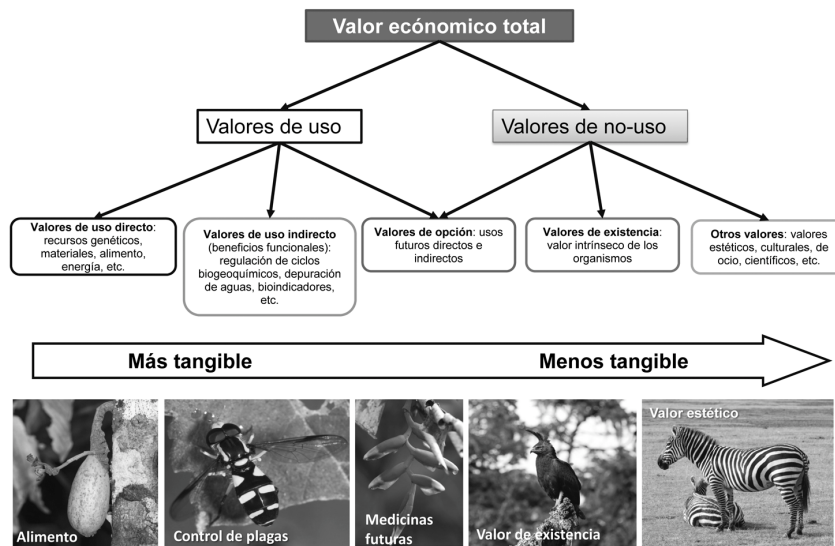 Valor ecónomico total
Valores de uso
Valores de no-uso
Valores de uso directo:
recursos genéticos,
materiales, alimento,
energía, etc.
Valores de uso indirecto
(beneficios funcionales):
regulación de ciclos
biogeoquímicos, depuración
de aguas, bioindicadores,
etc.
Valores de opción: usos
futuros directos e
indirectos
Valores de existencia:
valor intrínseco de los
organismos
Otros valores: valores
estéticos, culturales, de
ocio, científicos, etc.
Más tangible
Menos tangible
Alimento
Control de plagas
Medicinas
futuras
Valor de existencia
Valor estético